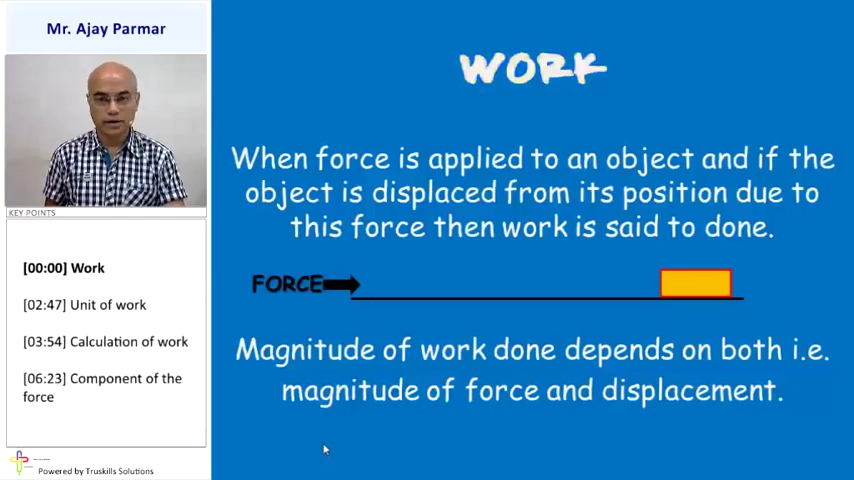 Mr. Ajay Parmar
KEY POINTS
[00:00] Work
[02:47] Unit of work
[03:54] Calculation of work
[06:23] Component of the
force
Powered by Truskills Solutions
WORK
When force is applied to an object and if the
object is displaced from its position due to
this force then work is said to done.
FORCE
Magnitude of work done depends on both i.e.
magnitude of force and displacement.